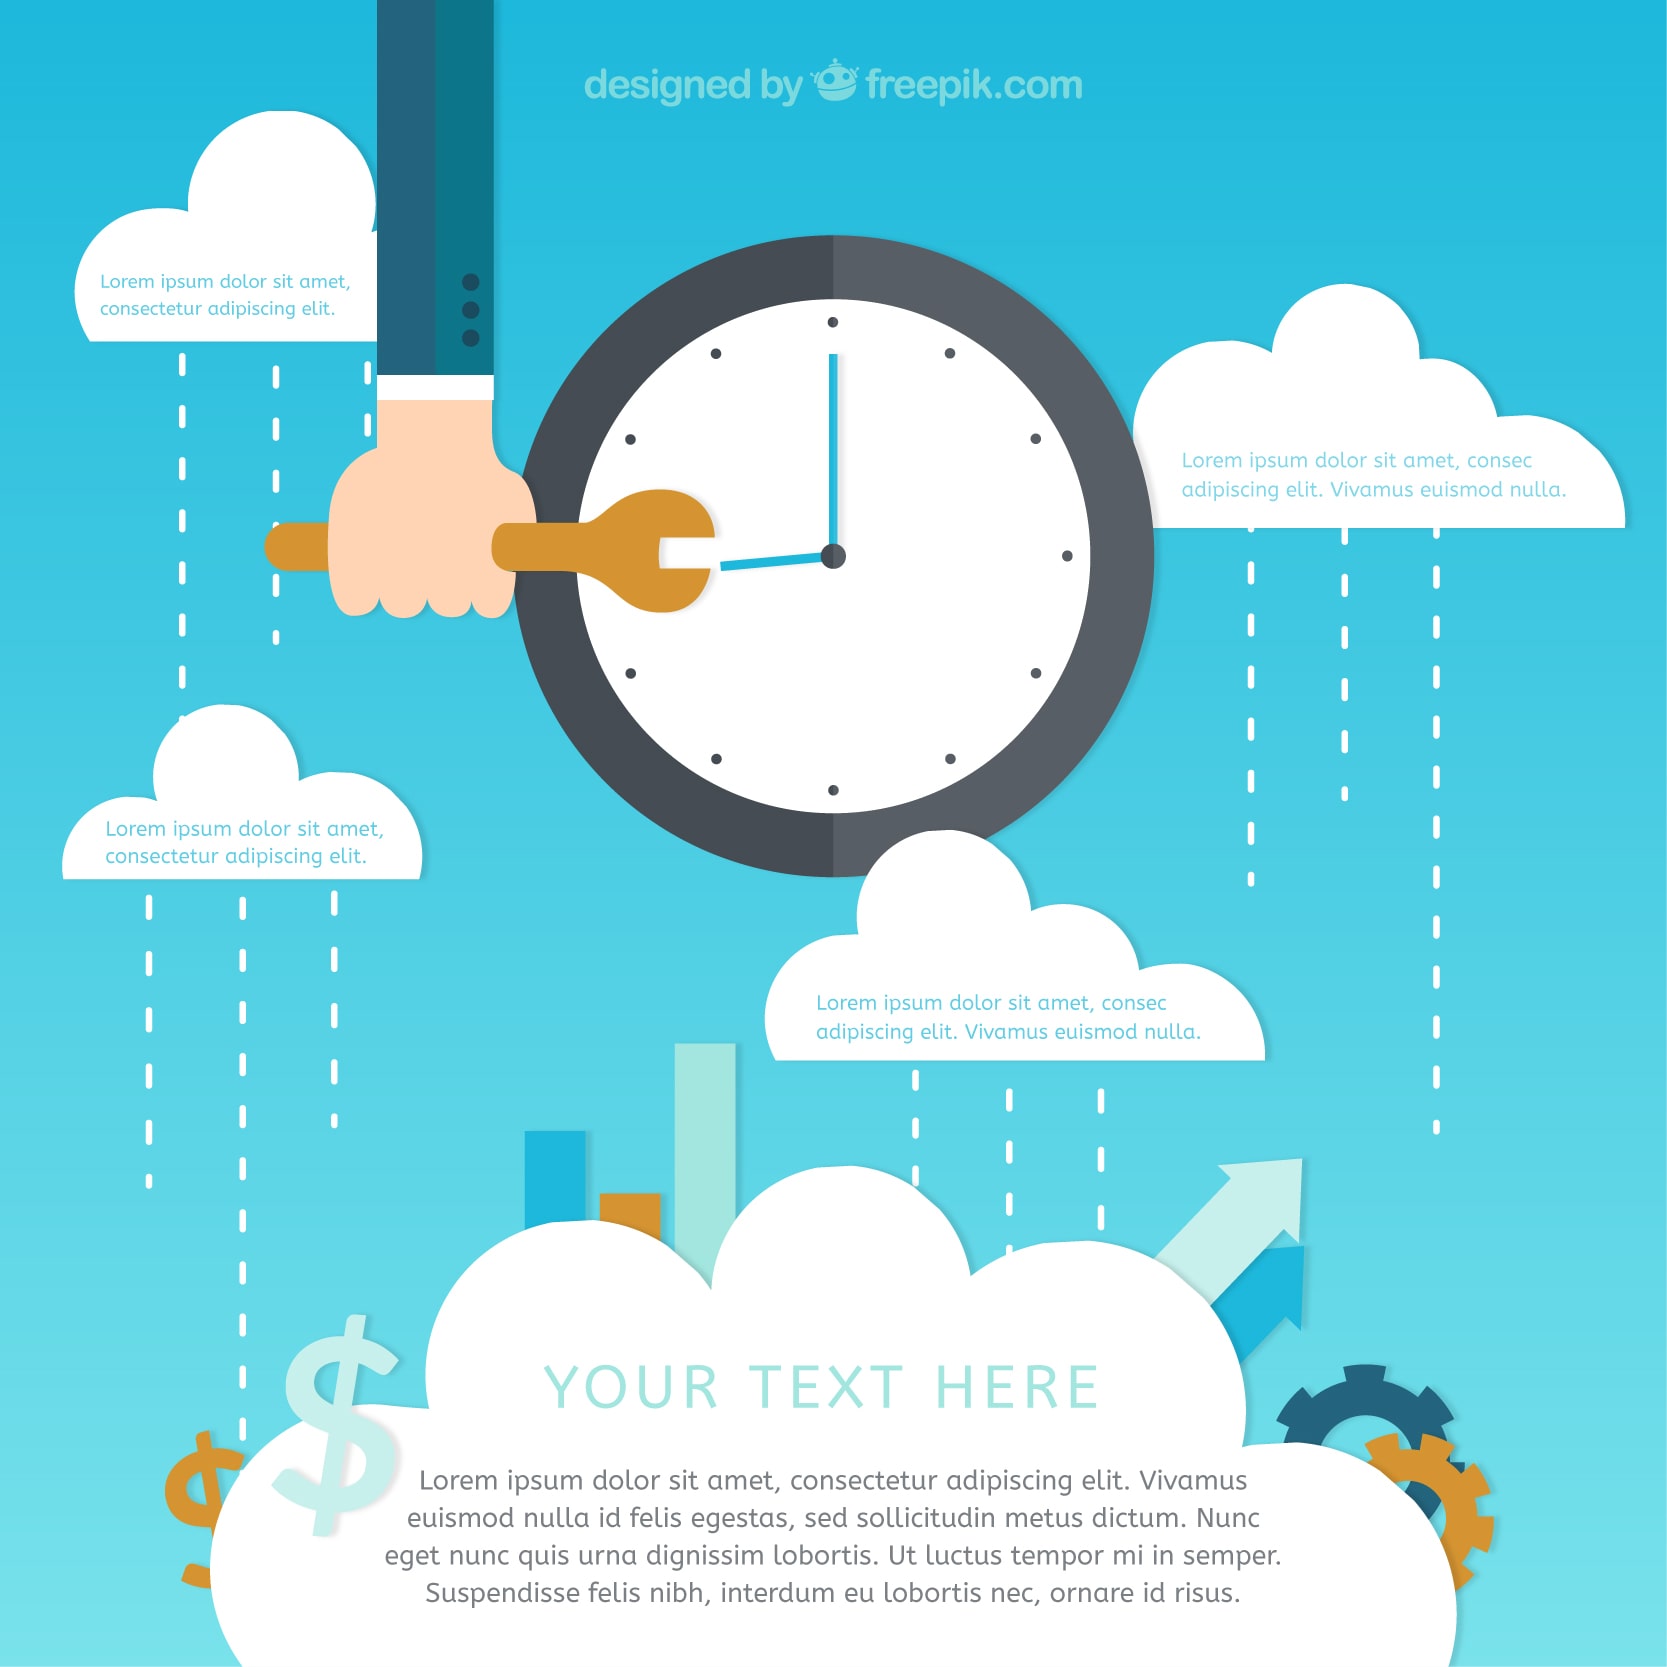 designed by freepik.com
Lorem ipsum dolor sit amet,
consectetur adipiscing elit.
Lorem ipsum dolor sit amet, consec
adipiscing elit. Vivamus euismod nulla.
Lorem ipsum dolor sit amet,
consectetur adipiscing elit.
Lorem ipsum dolor sit amet, consec
adipiscing elit. Vivamus euismod nulla.
$
$
YOUR TEXT HERE
Lorem ipsum dolor sit amet, consectetur adipiscing elit. Vivamus
euismod nulla id felis egestas, sed sollicitudin metus dictum. Nunc
eget nunc quis urna dignissim lobortis. Ut luctus tempor mi in semper.
Suspendisse felis nibh, interdum eu lobortis nec, ornare id risus.